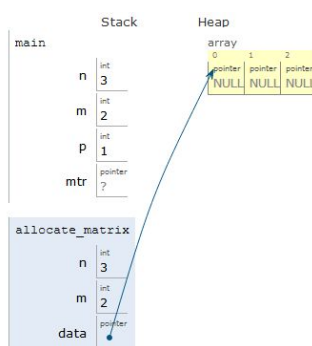 Stack Heap
main
array
0 1 2
pointer pointer pointer
NULL NULL NULL
int
n 3
int
m 2
int
p 1
pointer
mtr ?
allocate_matrix
int
n 3
int
m 2
pointer
data